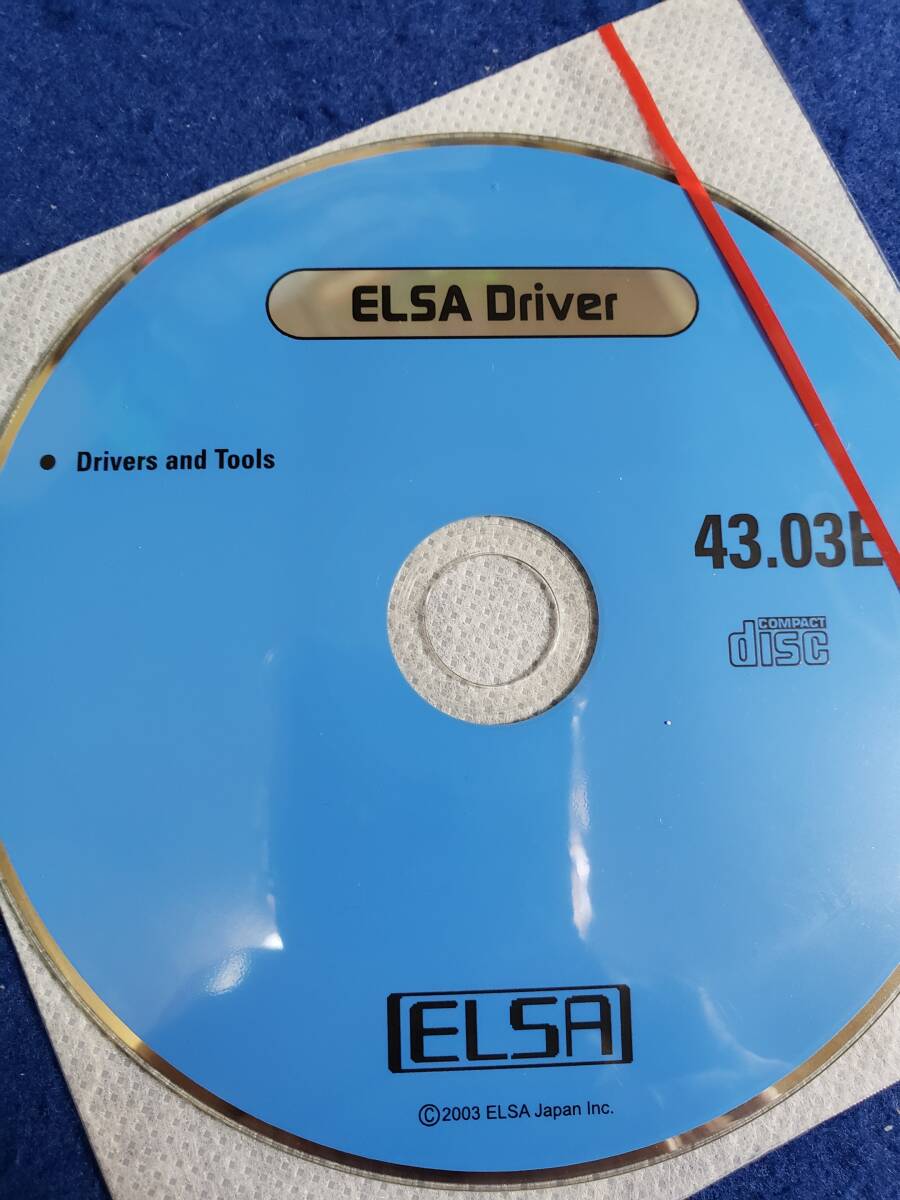 ELSA Driver
● Drivers and Tools
43.03E
COMPACT
disc
ELSA
©2003 ELSA Japan Inc.